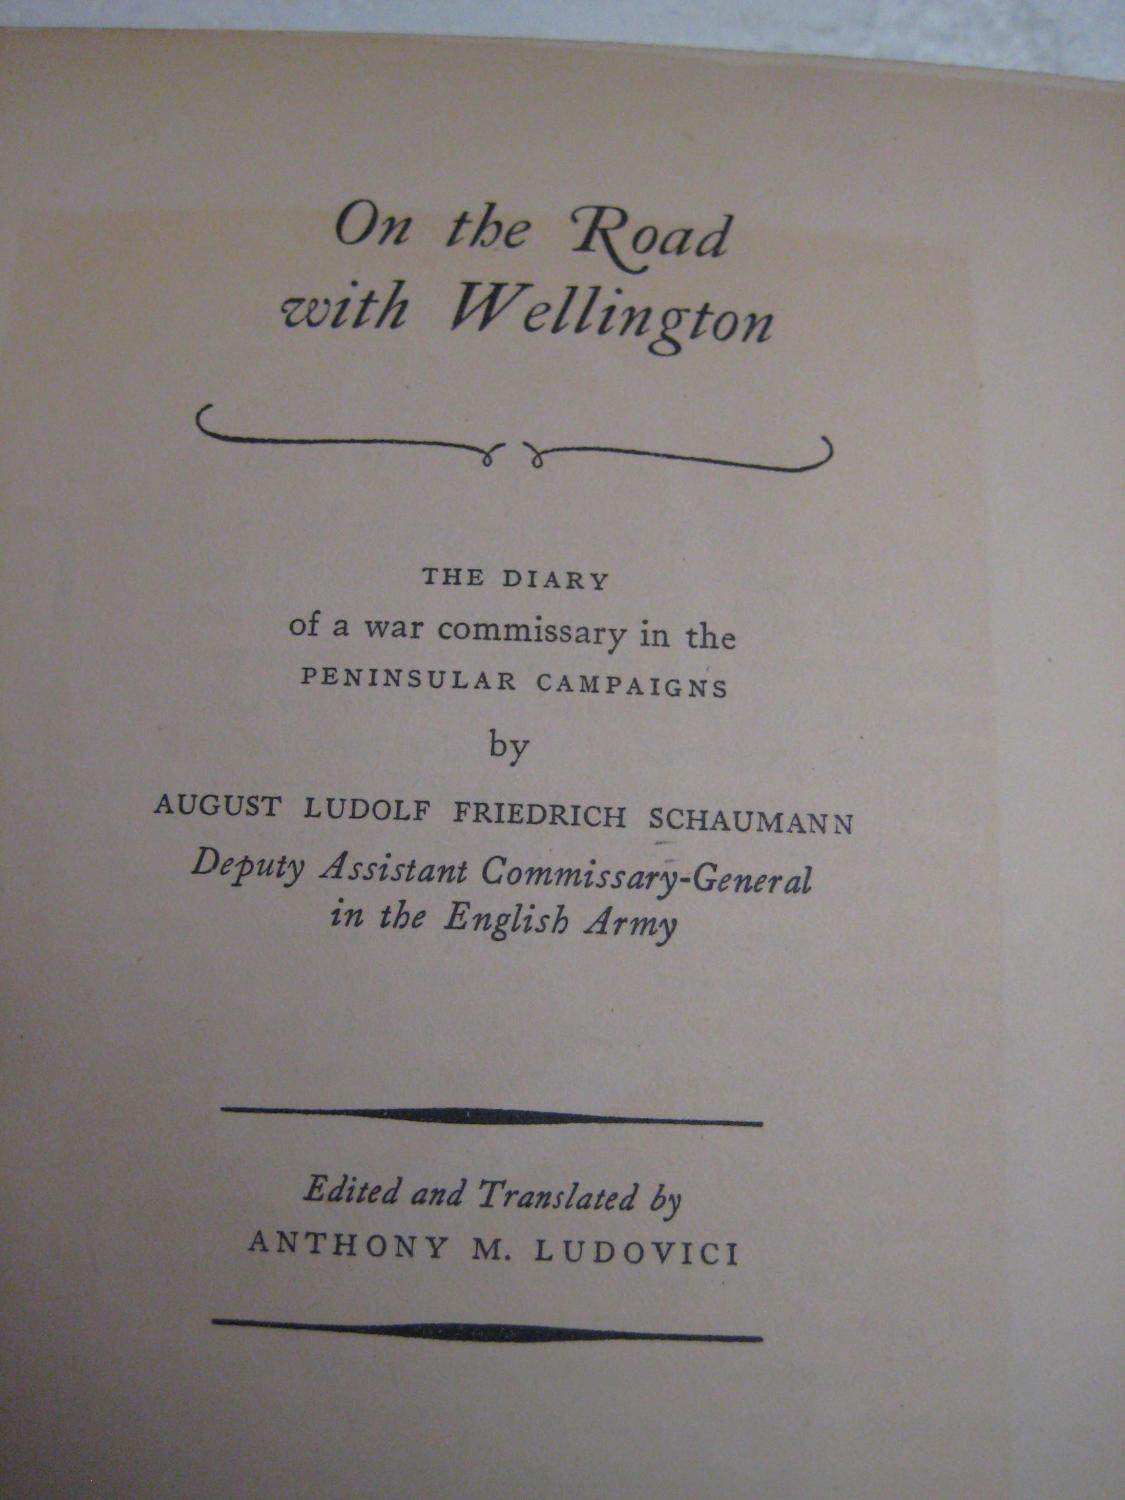 On the Road
with Wellington
THE DIARY
of a war commissary in the
PENINSULAR CAMPAIGNS
by
AUGUST LUDOLF FRIEDRICH SCHAUMANN
Deputy Assistant Commissary-General
in the English Army
Edited and Translated by
ANTHONY M. LUDOVICI